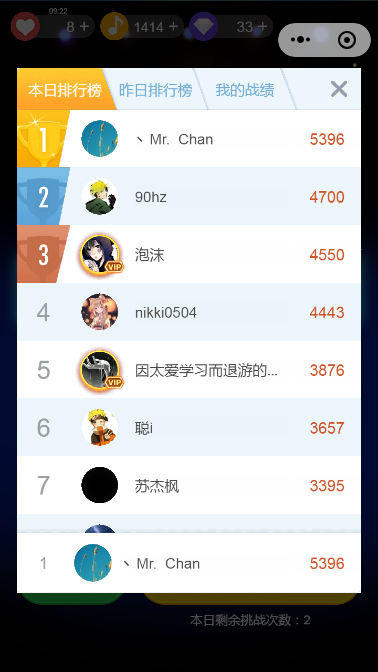 09:22
8 +
1414 +
33 +
本日排行榜
昨日排行榜
我的战绩
1
丶Mr. Chan
5396
2
90hz
4700
3
泡沫
VIP
4550
4
nikki0504
4443
5
因太爱学习而退游的...
VIP
3876
6
聪i
3657
7
苏杰枫
3395
1
丶Mr. Chan
5396
本日剩余挑战次数：2